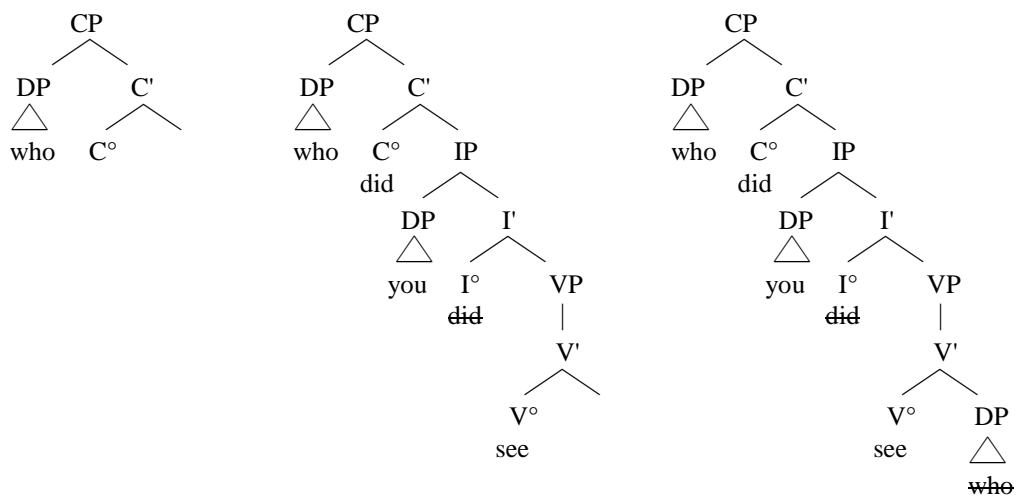 CP CP CP
DP C' DP C' DP C'
who C° who C° IP who C° IP
did did
DP I' DP I'
you I° VP you I° VP
did did
V' V'
V° V° DP
see see
who